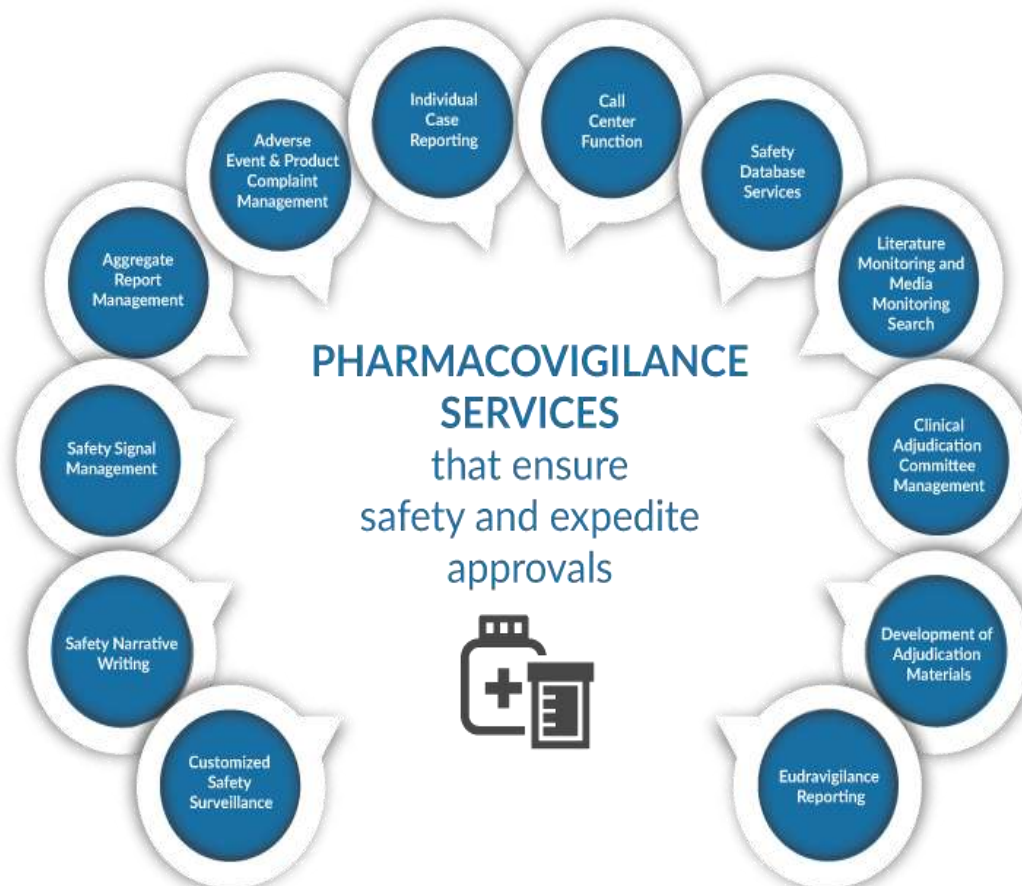 Individual
Case
Reporting
Call
Center
Function
Adverse
Event & Product
Complaint
Management
Safety
Database
Services
Aggregate
Report
Management
Literature
Monitoring and
Media
Monitoring
Search
PHARMACOVIGILANCE
SERVICES
that ensure
safety and expedite
approvals
Safety Signal
Management
Clinical
Adjudication
Committee
Management
Safety Narrative
Writing
Development of
Adjudication
Materials
Customized
Safety
Surveillance
Eudravigilance
Reporting